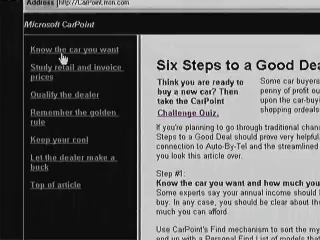 Address http://CarPoint.msn.com
Microsoft CarPoint
Know the car you want
Study retail and invoice
prices
Qualify the dealer
Remember the golden
rule
Keep your cool
Let the dealer make a
buck
Top of article
Six Steps to a Good Dea
Think you are ready to
buy a new car? Then
take the CarPoint
Challenge Quiz.
Some car buyers
penny of profit ou
upon the car-buyi
shopping ordeals
If you're planning to go through traditional chan
Steps to a Good Deal should prove very helpful.
connection to Auto-By-Tel and the streamlined
you look this article over.
Step #1:
Know the car you want and how much you
Some experts say your annual income should b
buy. In any case, you should be clear about the
much you can afford
Use CarPoint's Find mechanism to sort the my
and end up with a Personal Find List of models that